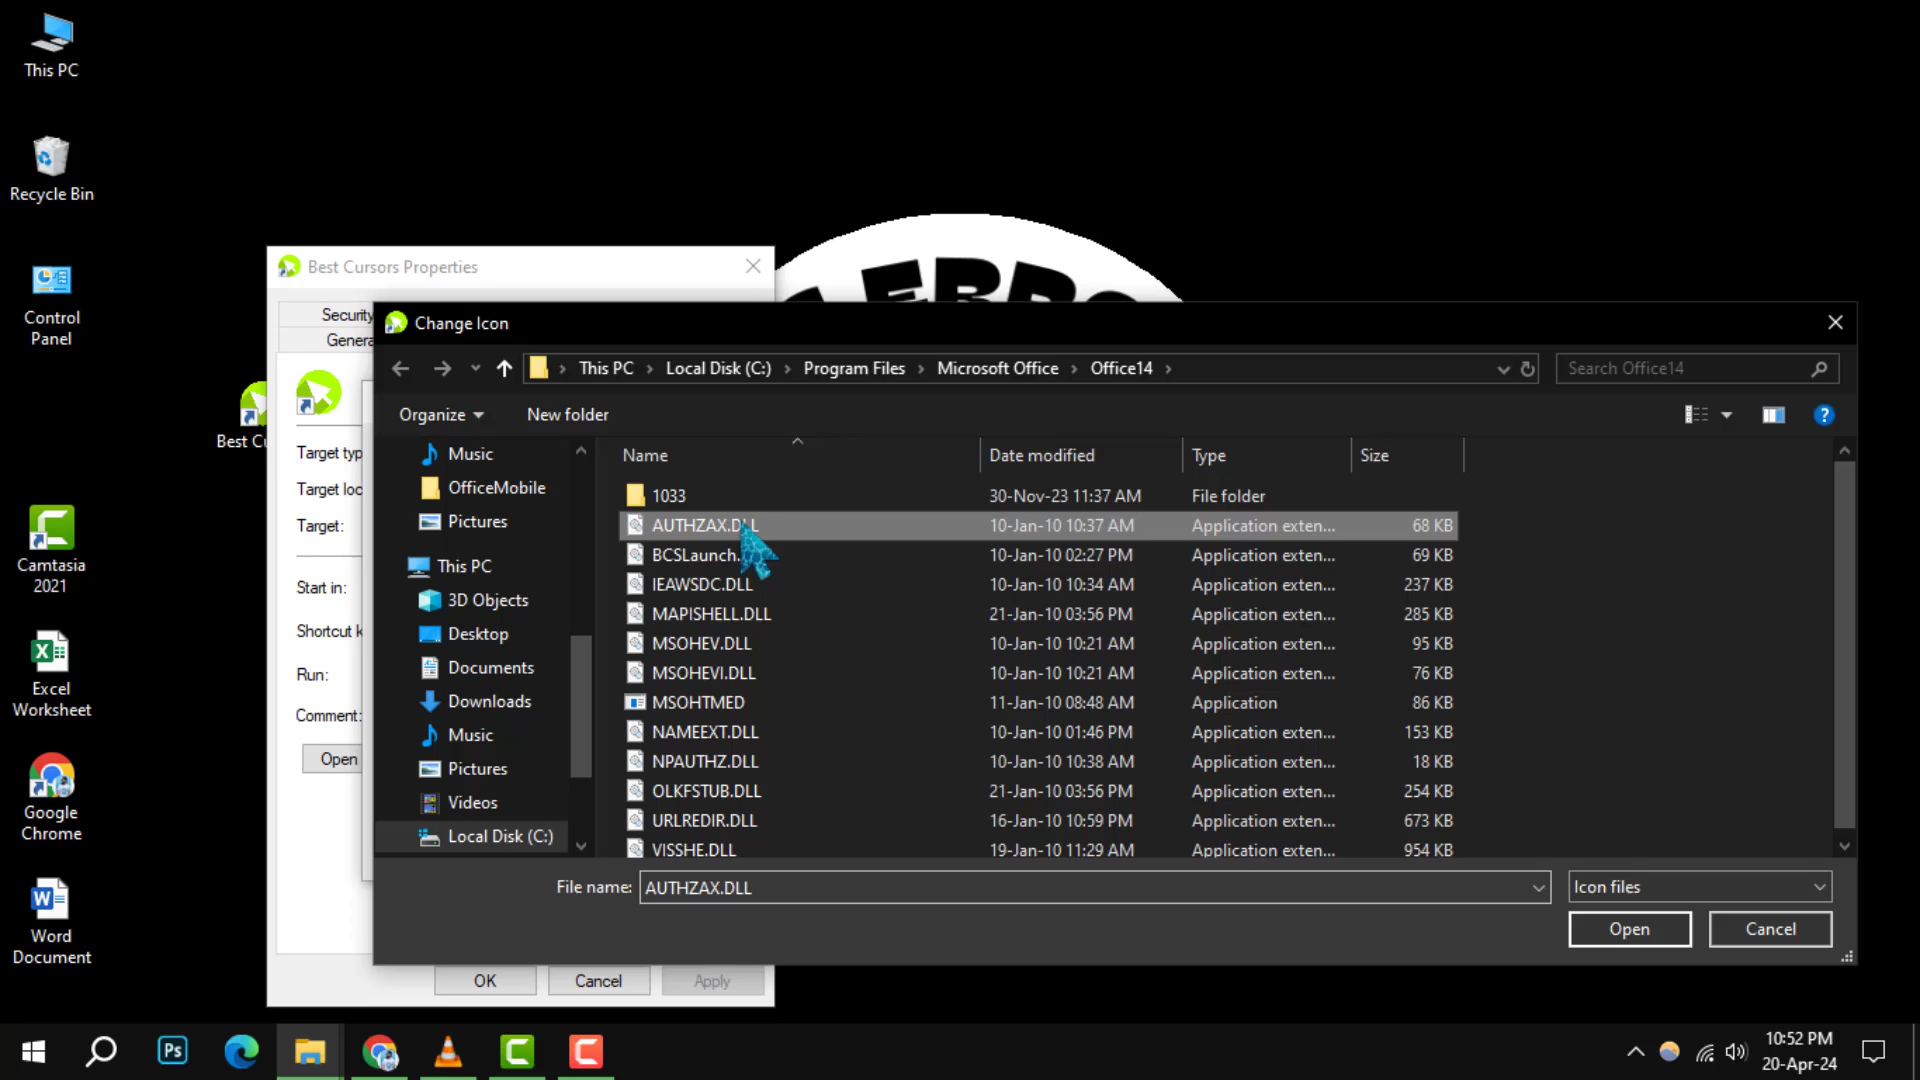 This PC
Recycle Bin
Control
Panel
Camtasia
2021
Excel
Worksheet
Google
Chrome
Word
Document
Best Cursors Properties
Security
Target:
Start in:
Run:
Comment:
Open
OK
Cancel
Apply
Change Icon
This PC
Local Disk (C:)
Program Files
Microsoft Office
Office14
Search Office14
Organize
New folder
?
Music
OfficeMobile
Pictures
This PC
3D Objects
Desktop
Documents
Downloads
Music
Pictures
Videos
Local Disk (C:)
Name Date modified Type Size
1033 30-Nov-23 11:37 AM File folder
AUTHZAX.DLL 10-Jan-10 10:37 AM Application exten... 68 KB
BCSLaunch. 10-Jan-10 02:27 PM Application exten... 69 KB
IEAWSDC.DLL 10-Jan-10 10:34 AM Application exten... 237 KB
MAPISHELL.DLL 21-Jan-10 03:56 PM Application exten... 285 KB
MSOHEV.DLL 10-Jan-10 10:21 AM Application exten... 95 KB
MSOHEVI.DLL 10-Jan-10 10:21 AM Application exten... 76 KB
MSOHTMED 11-Jan-10 08:48 AM Application 86 KB
NAMEEXT.DLL 10-Jan-10 01:46 PM Application exten... 153 KB
NPAUTHZ.DLL 10-Jan-10 10:38 AM Application exten... 18 KB
OLKFSTUB.DLL 21-Jan-10 03:56 PM Application exten... 254 KB
URLREDIR.DLL 16-Jan-10 10:59 PM Application exten... 673 KB
VISSHE.DLL 19-Jan-10 11:29 AM Application exten... 954 KB
File name: AUTHZAX.DLL
Icon files
Open
Cancel
Ps
10:52 PM
20-Apr-24